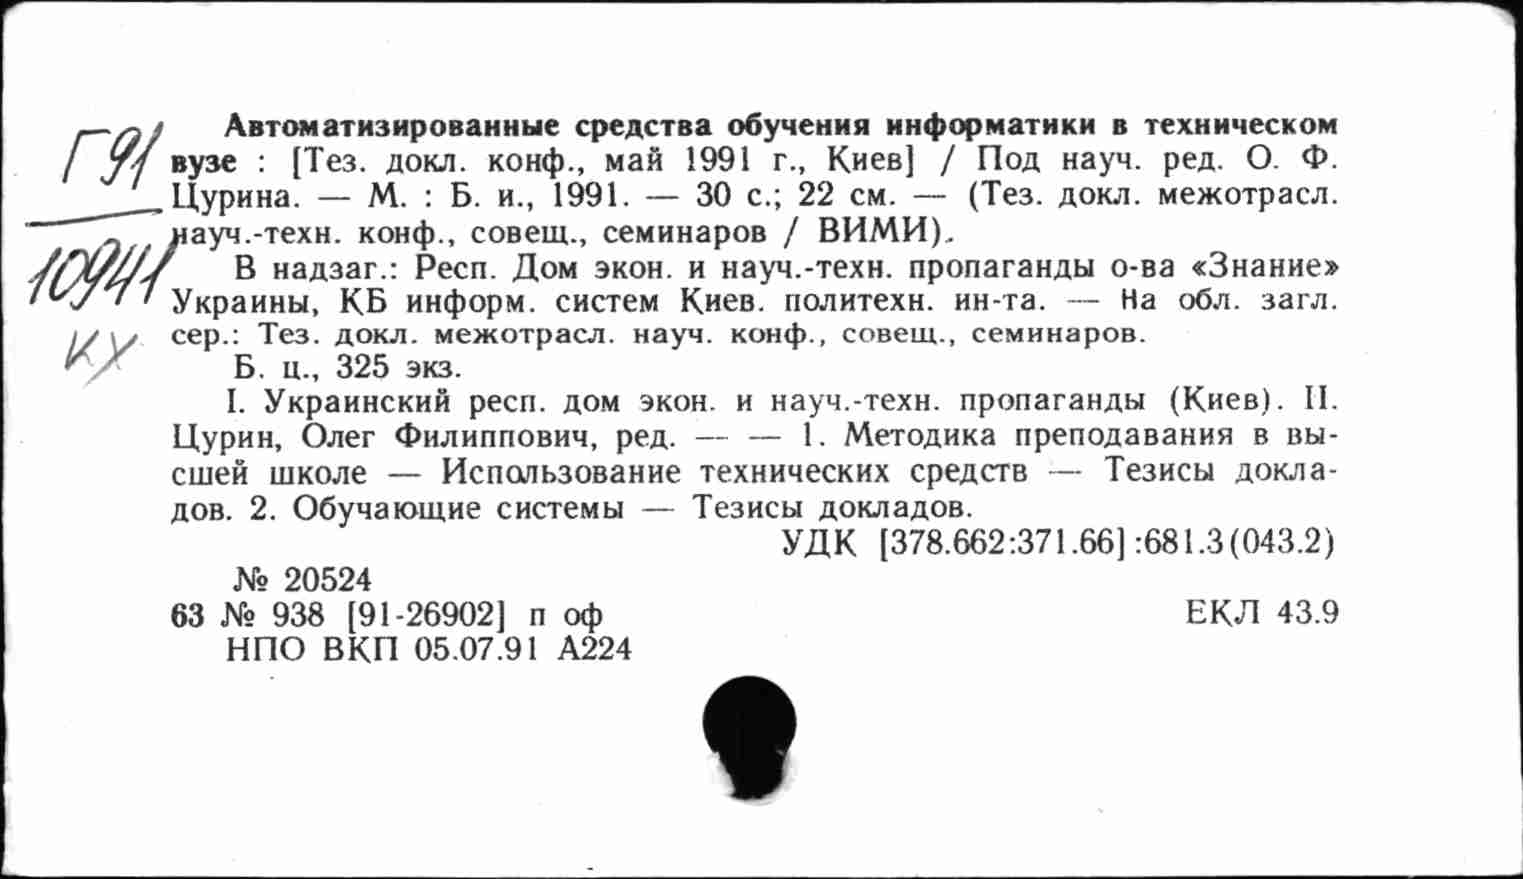 Г91
10941
кх
Автоматизированные средства обучения информатики в техническом
вузе : [Тез. докл. конф., май 1991 г., Киев] / Под науч. ред. О. Ф.
Цурина. — М. : Б. и., 1991. — 30 с.; 22 см. — (Тез. докл. межотрасл.
науч.-техн. конф., совещ., семинаров / ВИМИ).
В надзаг.: Респ. Дом экон. и науч.-техн. пропаганды о-ва «Знание»
Украины, КБ информ. систем Киев. политехн. ин-та. — На обл. загл.
сер.: Тез. докл. межотрасл. науч. конф., совещ., семинаров.
Б. ц., 325 экз.
I. Украинский респ. дом экон. и науч.-техн. пропаганды (Киев). II.
Цурин, Олег Филиппович, ред. — — 1. Методика преподавания в вы-
сшей школе — Использование технических средств — Тезисы докла-
дов. 2. Обучающие системы — Тезисы докладов.
УДК [378.662:371.66]:681.3(043.2)
№ 20524
63 № 938 [91-26902] п оф ЕКЛ 43.9
НПО ВКП 05.07.91 А224